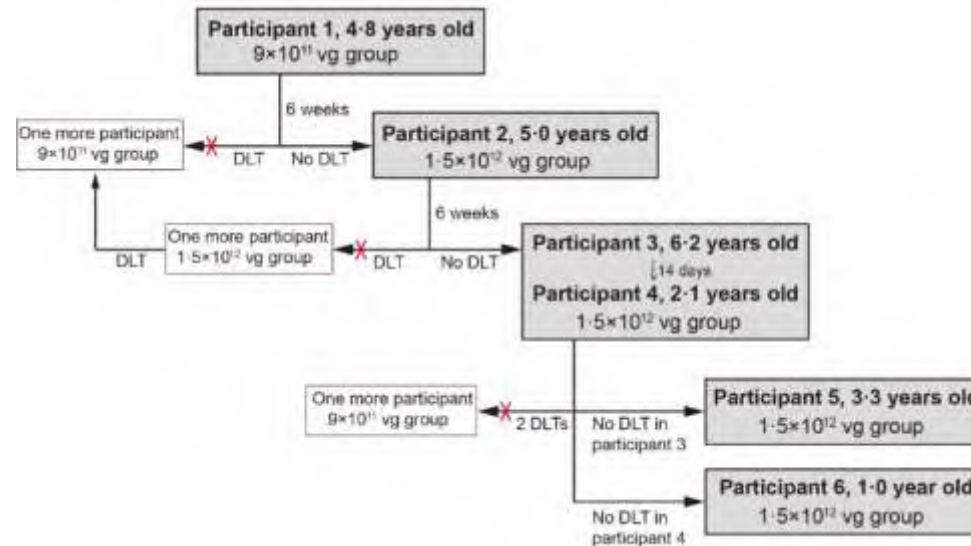 Participant 1, 4·8 years old
9×10¹¹ vg group
6 weeks
One more participant
9×10¹¹ vg group
DLT
No DLT
Participant 2, 5·0 years old
1·5×10¹² vg group
6 weeks
One more participant
1·5×10¹² vg group
DLT
DLT
No DLT
Participant 3, 6·2 years old
14 days
Participant 4, 2·1 years old
1·5×10¹² vg group
One more participant
9×10¹¹ vg group
2 DLTs
No DLT in
participant 3
Participant 5, 3·3 years old
1·5×10¹² vg group
No DLT in
participant 4
Participant 6, 1·0 year old
1·5×10¹² vg group